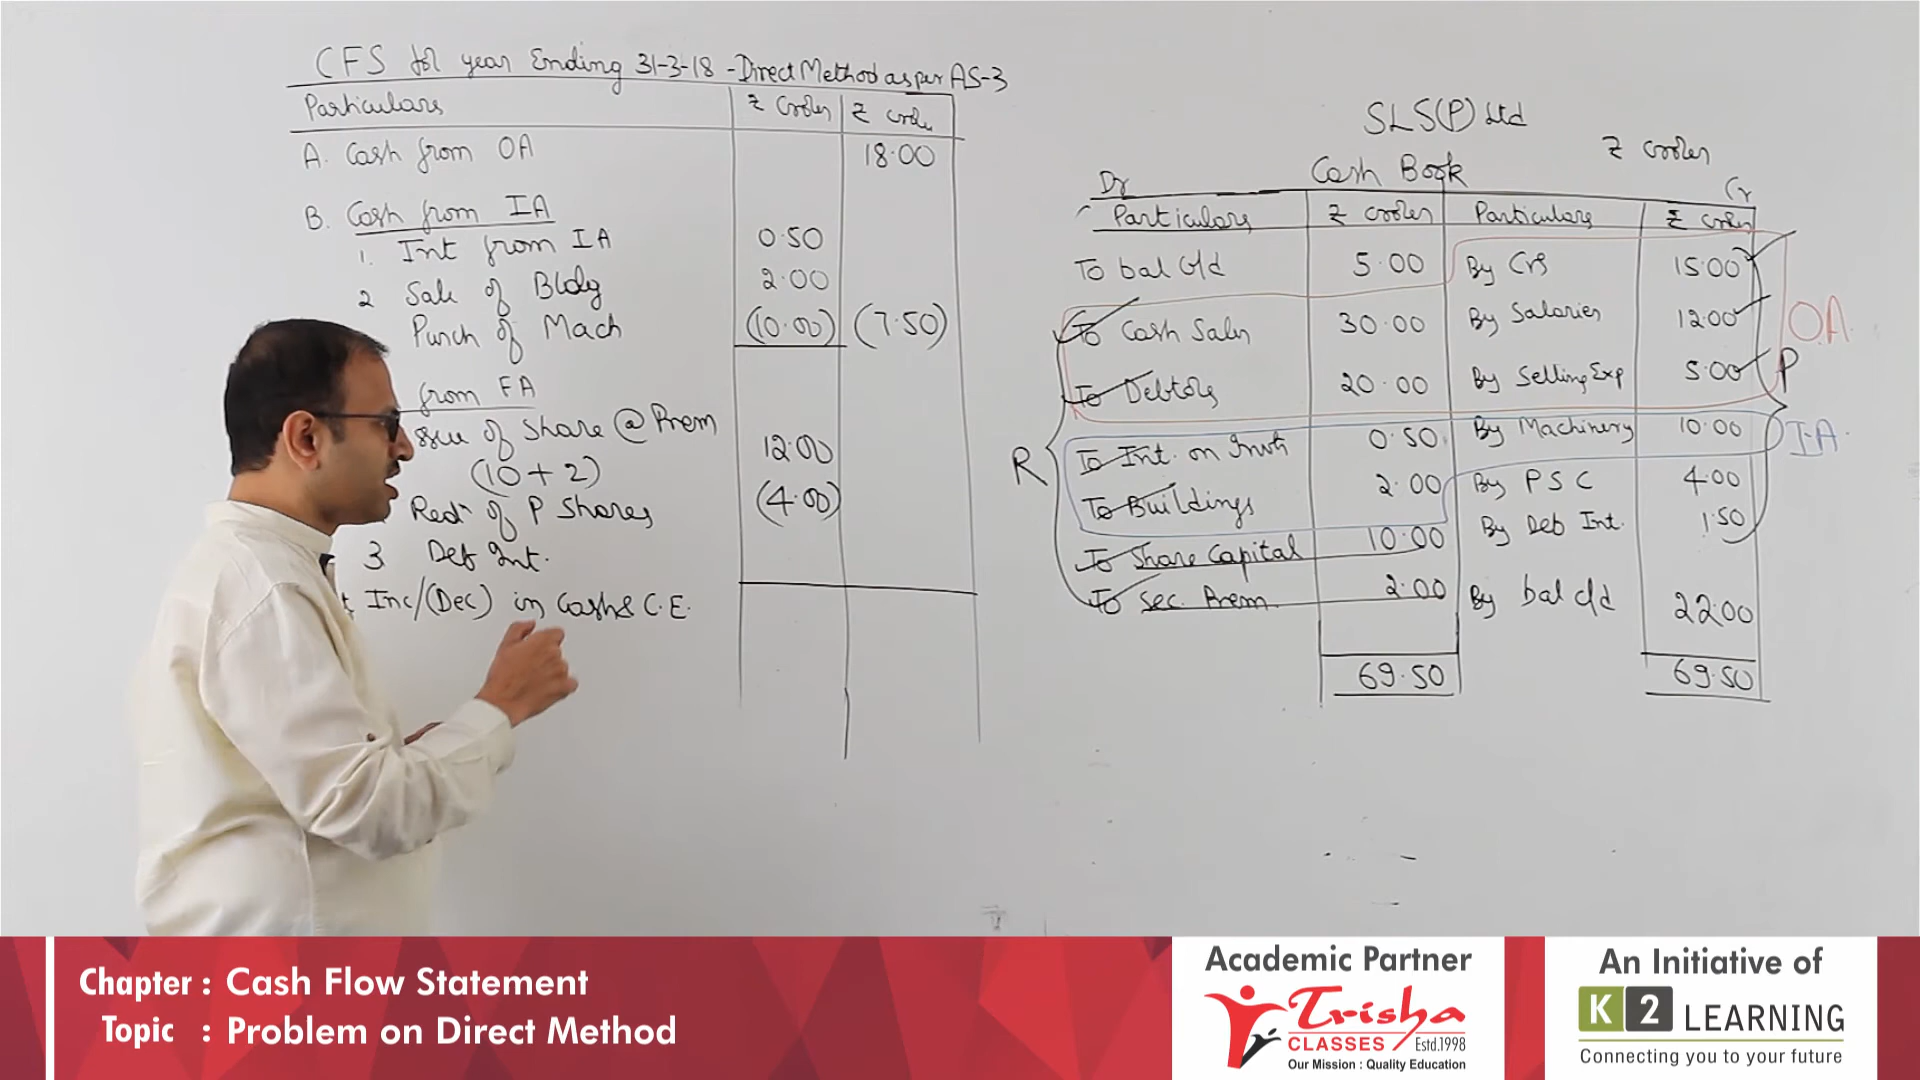 CFS for year Ending 31-3-18 - Direct Method as per AS-3
Particulars ₹ Crores ₹ Crores
A. Cash from OA 18.00
B. Cash from IA
1. Int from IA 0.50
2 Sale of Bldg 2.00
Purch of Mach (10.00) (7.50)
from FA
ssue of Share @ Prem 12.00
(10+2)
Redn of P Shares (4.00)
3 Deb Int.
Inc/(Dec) in Cash & C.E.
SLS(P) Ltd
₹ Crores
Dr Cash Book Cr
Particulars ₹ Crores Particulars ₹ Crores
To bal b/d 5.00 By Crs 15.00
To Cash Sales 30.00 By Salaries 12.00
To Debtors 20.00 By Selling Exp 5.00
To Int. on Invts 0.50 By Machinery 10.00
To Buildings 2.00 By P S C 4.00
To Share Capital 10.00 By Deb Int. 1.50
To Sec. Prem. 2.00 By bal c/d 22.00
69.50 69.50
R
P
O.A.
I.A.
Chapter : Cash Flow Statement
Topic : Problem on Direct Method
Academic Partner
Trisha
CLASSES Estd.1998
Our Mission : Quality Education
An Initiative of
K2 LEARNING
Connecting you to your future